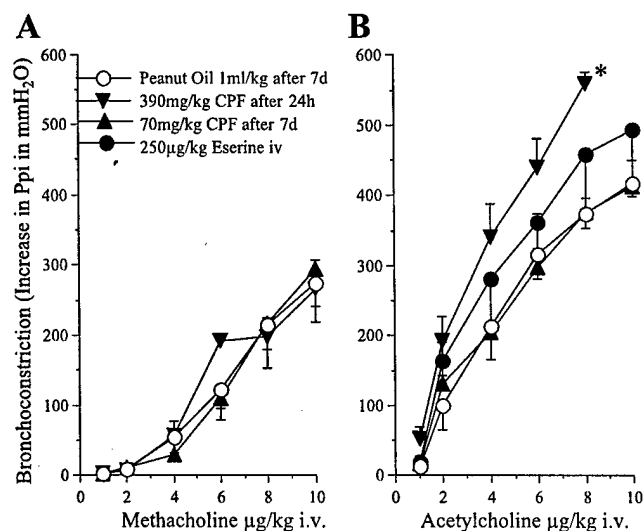 A
B
Bronchoconstriction (Increase in Ppi in mmH₂O)
600
500
400
300
200
100
0
Peanut Oil 1ml/kg after 7d
390mg/kg CPF after 24h
70mg/kg CPF after 7d
250µg/kg Eserine iv
0 2 4 6 8 10
Methacholine µg/kg i.v.
600
500
400
300
200
100
0
*
0 2 4 6 8 10
Acetylcholine µg/kg i.v.